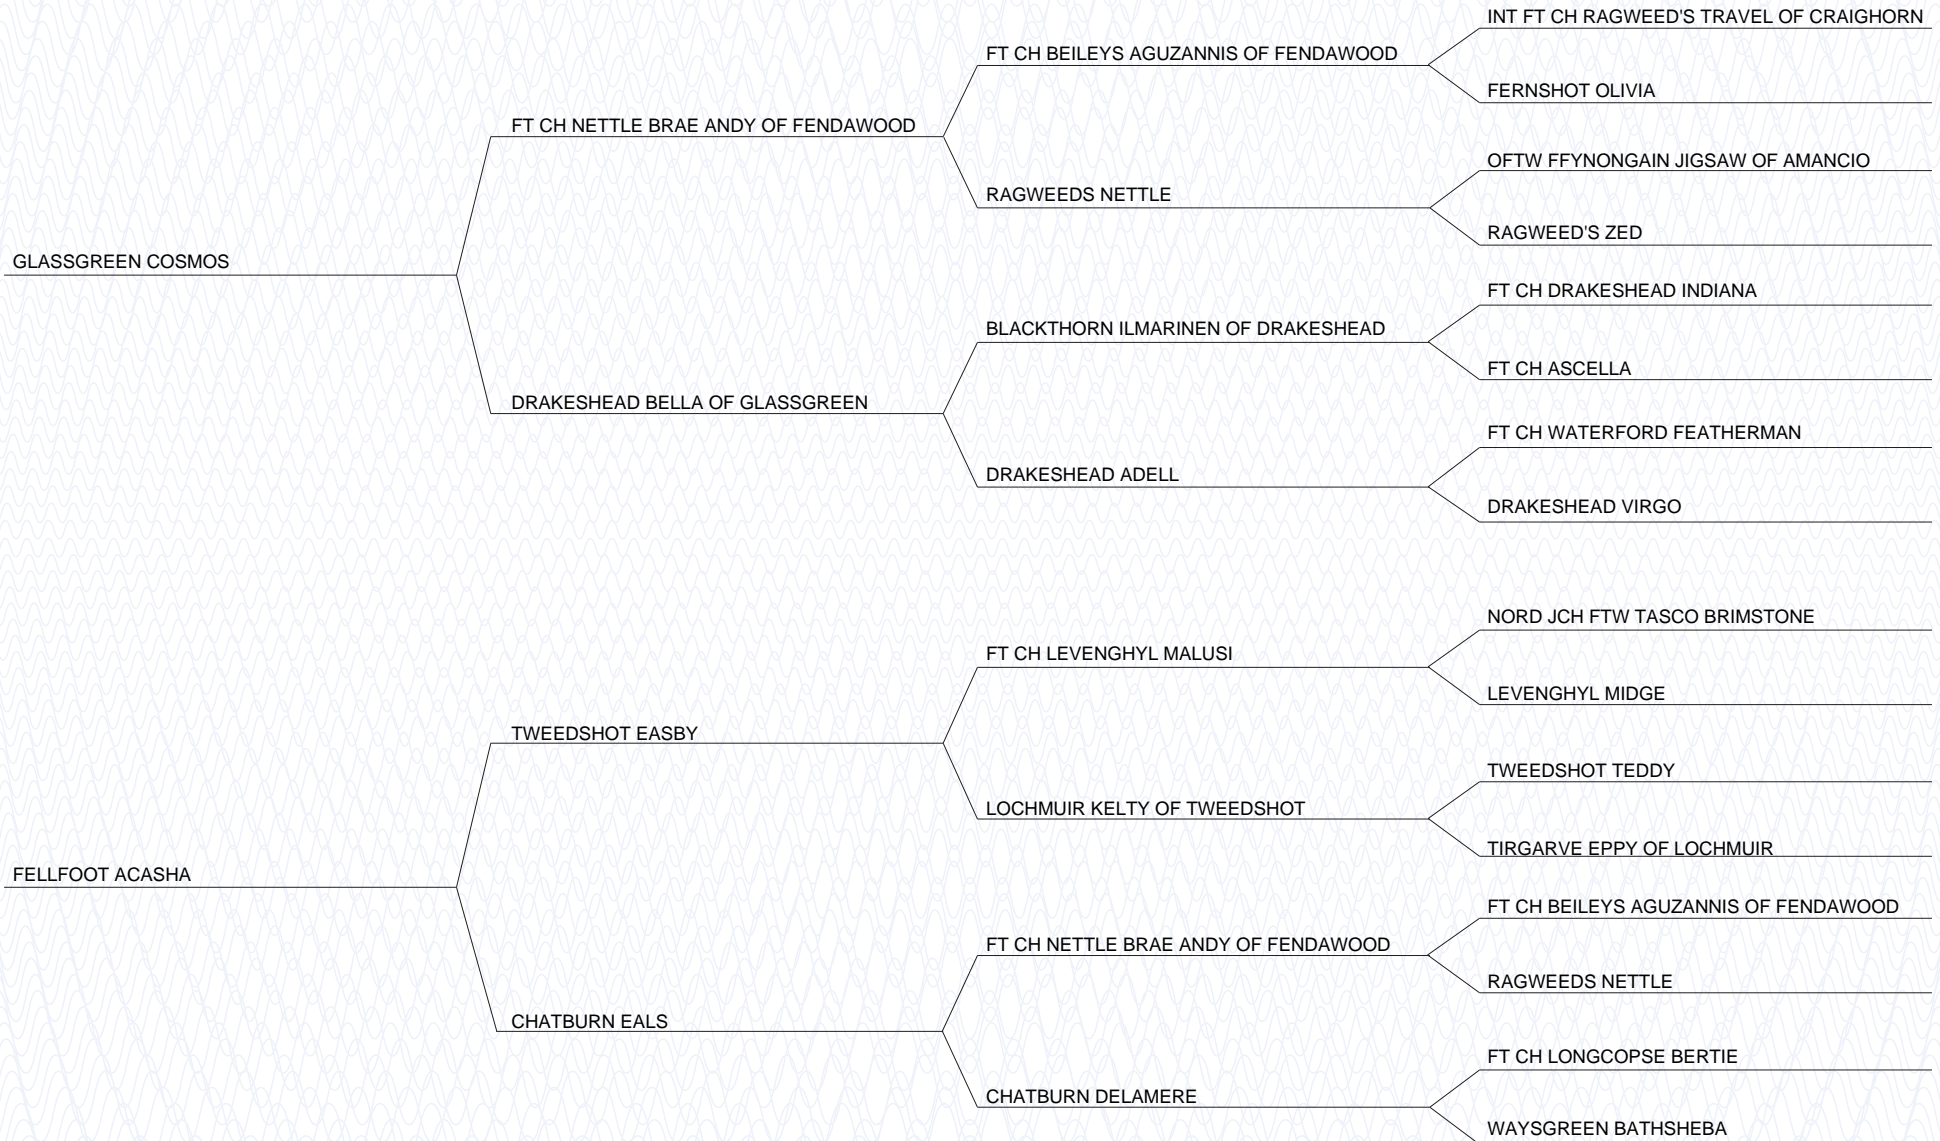 INT FT CH RAGWEED'S TRAVEL OF CRAIGHORN
FT CH BEILEYS AGUZANNIS OF FENDAWOOD
FERNSHOT OLIVIA
FT CH NETTLE BRAE ANDY OF FENDAWOOD
OFTW FFYNONGAIN JIGSAW OF AMANCIO
RAGWEEDS NETTLE
RAGWEED'S ZED
GLASSGREEN COSMOS
FT CH DRAKESHEAD INDIANA
BLACKTHORN ILMARINEN OF DRAKESHEAD
FT CH ASCELLA
DRAKESHEAD BELLA OF GLASSGREEN
FT CH WATERFORD FEATHERMAN
DRAKESHEAD ADELL
DRAKESHEAD VIRGO
NORD JCH FTW TASCO BRIMSTONE
FT CH LEVENGHYL MALUSI
LEVENGHYL MIDGE
TWEEDSHOT EASBY
TWEEDSHOT TEDDY
LOCHMUIR KELTY OF TWEEDSHOT
TIRGARVE EPPY OF LOCHMUIR
FELLFOOT ACASHA
FT CH BEILEYS AGUZANNIS OF FENDAWOOD
FT CH NETTLE BRAE ANDY OF FENDAWOOD
RAGWEEDS NETTLE
CHATBURN EALS
FT CH LONGCOPSE BERTIE
CHATBURN DELAMERE
WAYSGREEN BATHSHEBA